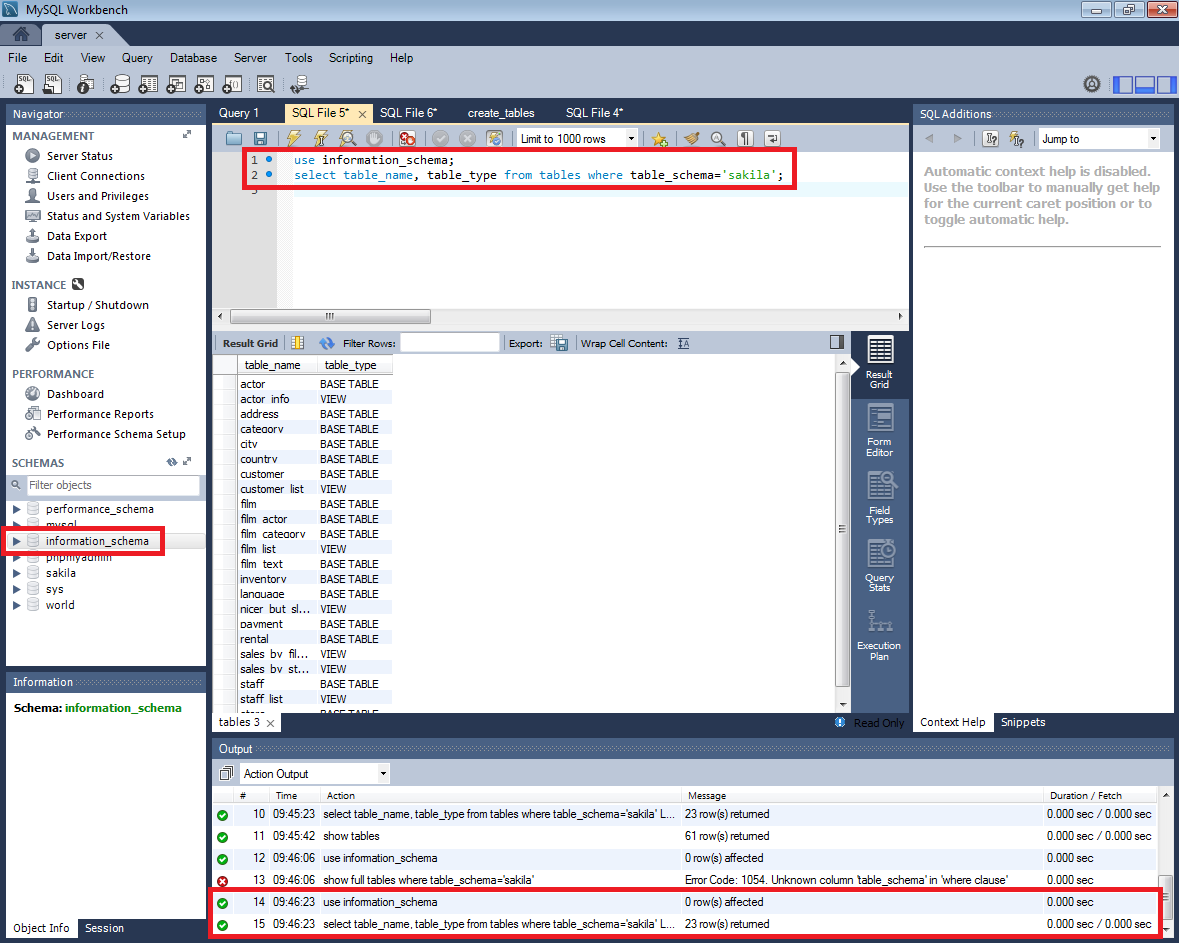 MySQL Workbench
server
File Edit View Query Database Server Tools Scripting Help
Navigator
MANAGEMENT
Server Status
Client Connections
Users and Privileges
Status and System Variables
Data Export
Data Import/Restore
INSTANCE
Startup / Shutdown
Server Logs
Options File
PERFORMANCE
Dashboard
Performance Reports
Performance Schema Setup
SCHEMAS
Filter objects
performance_schema
mysql
information_schema
phpmyadmin
sakila
sys
world
Information
Schema: information_schema
Object Info Session
Query 1 SQL File 5* SQL File 6* create_tables SQL File 4*
Limit to 1000 rows
1 use information_schema;
2 select table_name, table_type from tables where table_schema='sakila';
3
Result Grid Filter Rows: Export: Wrap Cell Content:
table_name table_type
actor BASE TABLE
actor_info VIEW
address BASE TABLE
category BASE TABLE
city BASE TABLE
country BASE TABLE
customer BASE TABLE
customer_list VIEW
film BASE TABLE
film_actor BASE TABLE
film_category BASE TABLE
film_list VIEW
film_text BASE TABLE
inventory BASE TABLE
language BASE TABLE
nicer_but_sl... VIEW
payment BASE TABLE
rental BASE TABLE
sales_by_fil... VIEW
sales_by_st... VIEW
staff BASE TABLE
staff_list VIEW
store BASE TABLE
Result Grid
Form Editor
Field Types
Query Stats
Execution Plan
tables 3
Read Only
SQL Additions
Jump to
Automatic context help is disabled.
Use the toolbar to manually get help
for the current caret position or to
toggle automatic help.
Context Help Snippets
Output
Action Output
# Time Action Message Duration / Fetch
10 09:45:23 select table_name, table_type from tables where table_schema='sakila' L... 23 row(s) returned 0.000 sec / 0.000 sec
11 09:45:42 show tables 61 row(s) returned 0.000 sec / 0.000 sec
12 09:46:06 use information_schema 0 row(s) affected 0.000 sec
13 09:46:06 show full tables where table_schema='sakila' Error Code: 1054. Unknown column 'table_schema' in 'where clause' 0.000 sec
14 09:46:23 use information_schema 0 row(s) affected 0.000 sec
15 09:46:23 select table_name, table_type from tables where table_schema='sakila' L... 23 row(s) returned 0.000 sec / 0.000 sec